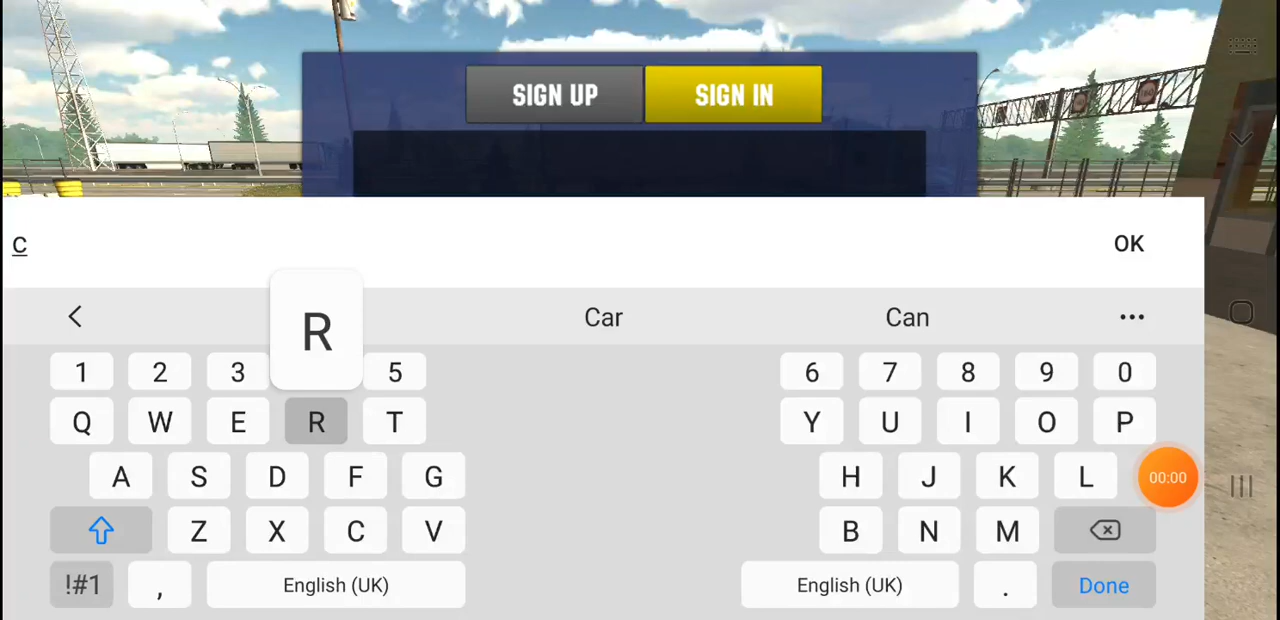 SIGN UP SIGN IN
C OK
R Car Can
1 2 3 5 6 7 8 9 0
Q W E R T Y U I O P
A S D F G H J K L 00:00
Z X C V B N M
!#1 , English (UK) English (UK) . Done